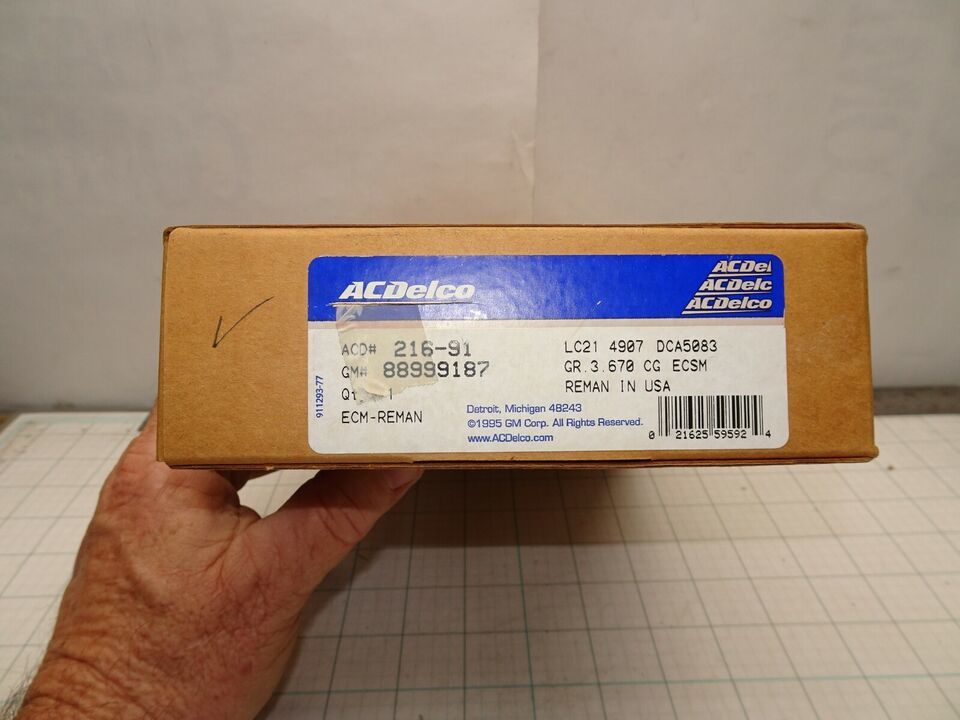 ACDelco
ACDel
ACDelc
ACDelco
ACD# 216-91
GM# 88999187
1
ECM-REMAN
911293-77
LC21 4907 DCA5083
GR.3.670 CG ECSM
REMAN IN USA
Detroit, Michigan 48243
©1995 GM Corp. All Rights Reserved.
www.ACDelco.com
0 21625 59592 4